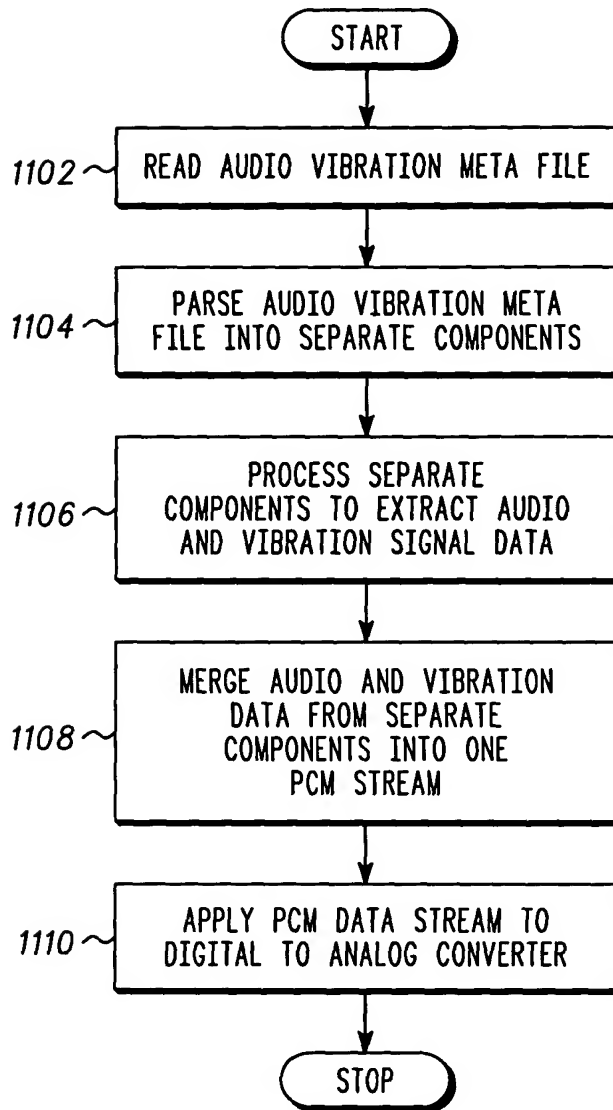 START
1102
READ AUDIO VIBRATION META FILE
1104
PARSE AUDIO VIBRATION META
FILE INTO SEPARATE COMPONENTS
1106
PROCESS SEPARATE
COMPONENTS TO EXTRACT AUDIO
AND VIBRATION SIGNAL DATA
1108
MERGE AUDIO AND VIBRATION
DATA FROM SEPARATE
COMPONENTS INTO ONE
PCM STREAM
1110
APPLY PCM DATA STREAM TO
DIGITAL TO ANALOG CONVERTER
STOP